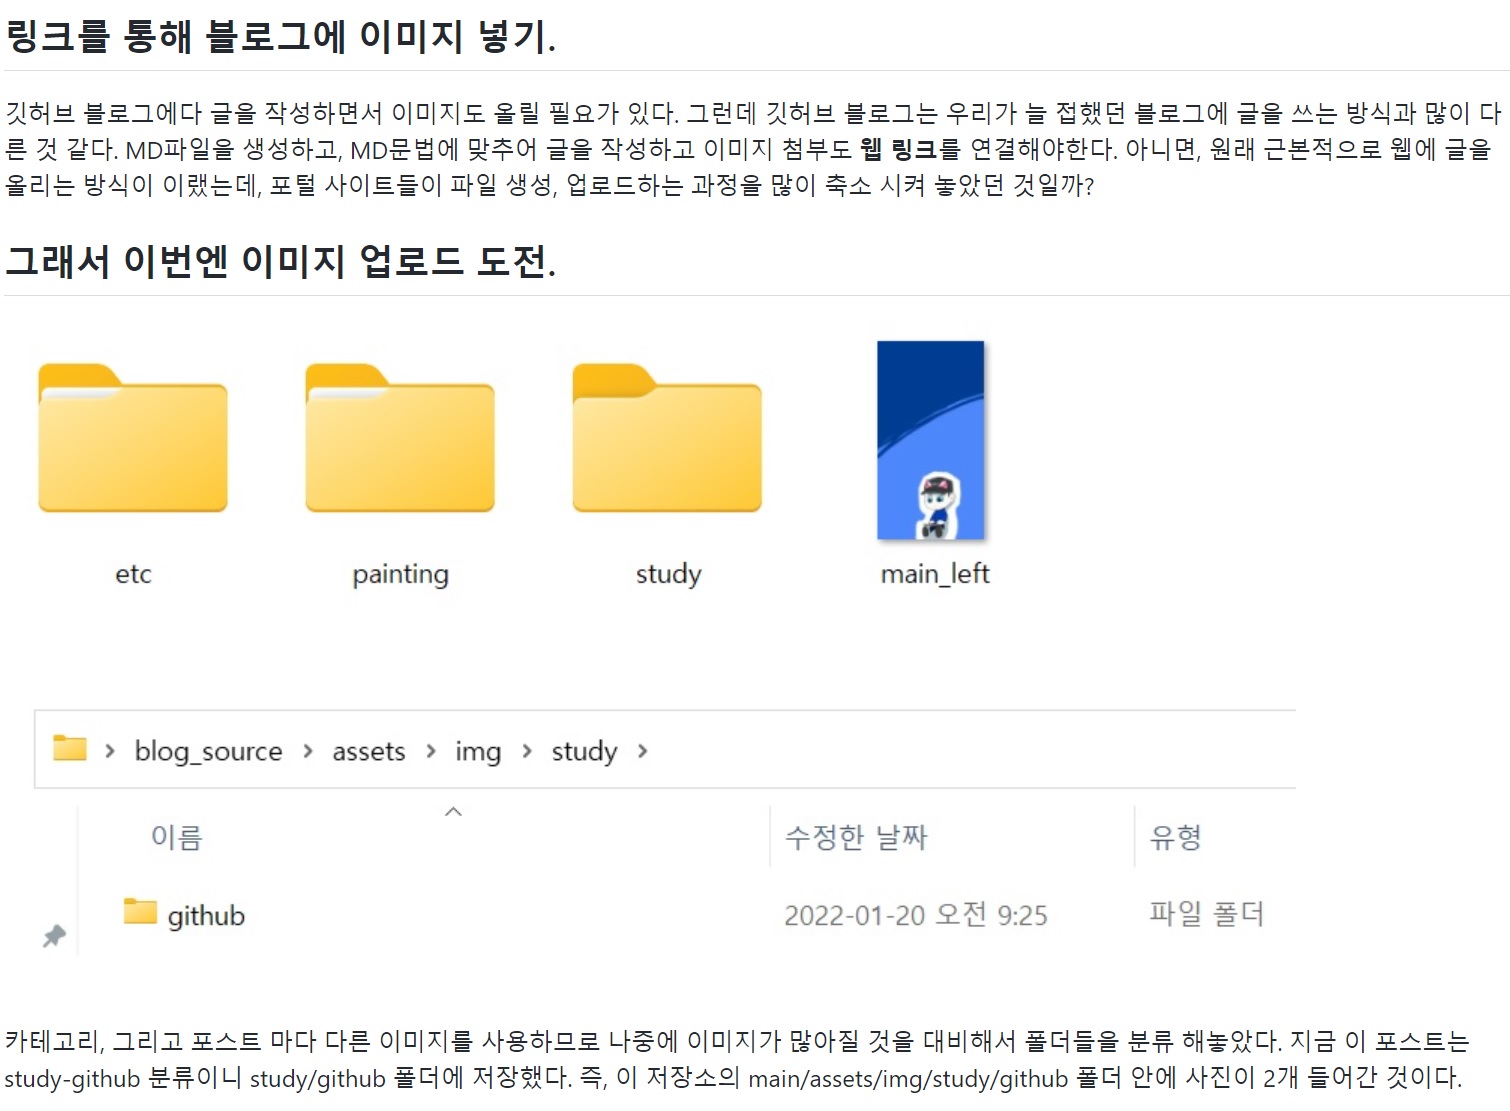 링크를 통해 블로그에 이미지 넣기.
깃허브 블로그에다 글을 작성하면서 이미지도 올릴 필요가 있다. 그런데 깃허브 블로그는 우리가 늘 접했던 블로그에 글을 쓰는 방식과 많이 다
른 것 같다. MD파일을 생성하고, MD문법에 맞추어 글을 작성하고 이미지 첨부도 웹 링크를 연결해야한다. 아니면, 원래 근본적으로 웹에 글을
올리는 방식이 이랬는데, 포털 사이트들이 파일 생성, 업로드하는 과정을 많이 축소 시켜 놓았던 것일까?
그래서 이번엔 이미지 업로드 도전.
etc painting study main_left
blog_source > assets > img > study >
이름 수정한 날짜 유형
github 2022-01-20 오전 9:25 파일 폴더
카테고리, 그리고 포스트 마다 다른 이미지를 사용하므로 나중에 이미지가 많아질 것을 대비해서 폴더들을 분류 해놓았다. 지금 이 포스트는
study-github 분류이니 study/github 폴더에 저장했다. 즉, 이 저장소의 main/assets/img/study/github 폴더 안에 사진이 2개 들어간 것이다.